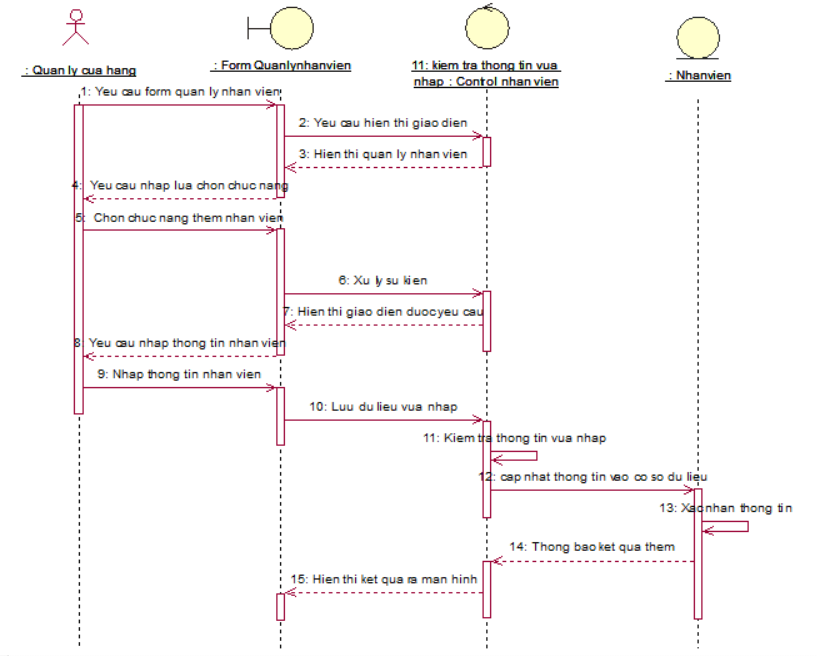 : Quan ly cua hang
: Form Quanlynhanvien
11: kiem tra thong tin vua
nhap : Control nhan vien
: Nhanvien
1: Yeu cau form quan ly nhan vien
2: Yeu cau hien thi giao dien
3: Hien thi quan ly nhan vien
4: Yeu cau nhap lua chon chuc nang
5: Chon chuc nang them nhan vien
6: Xu ly su kien
7: Hien thi giao dien duoc yeu cau
8: Yeu cau nhap thong tin nhan vien
9: Nhap thong tin nhan vien
10: Luu du lieu vua nhap
11: Kiem tra thong tin vua nhap
12: cap nhat thong tin vao co so du lieu
13: Xac nhan thong tin
14: Thong bao ket qua them
15: Hien thi ket qua ra man hinh